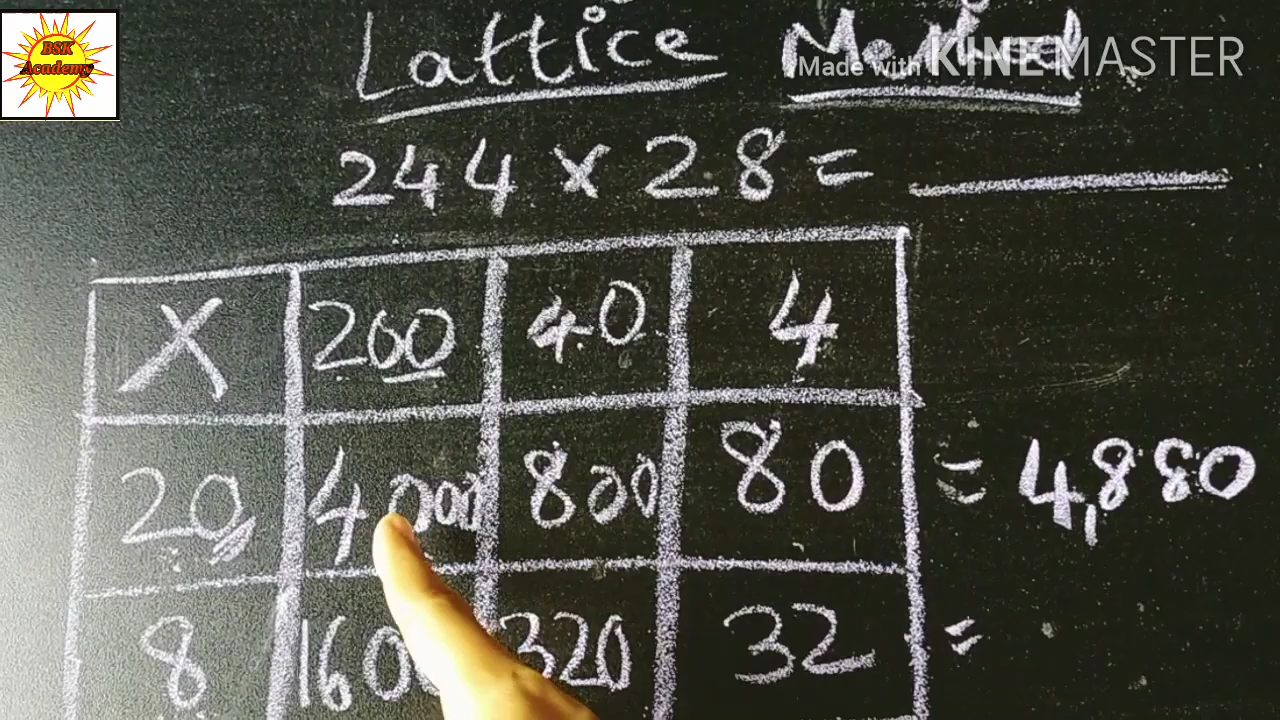 BSK
Academy
Lattice Method
Made with KINEMASTER
244 × 28 =
X 200 40 4
20 4000 800 80 = 4,880
8 1600 320 32 =